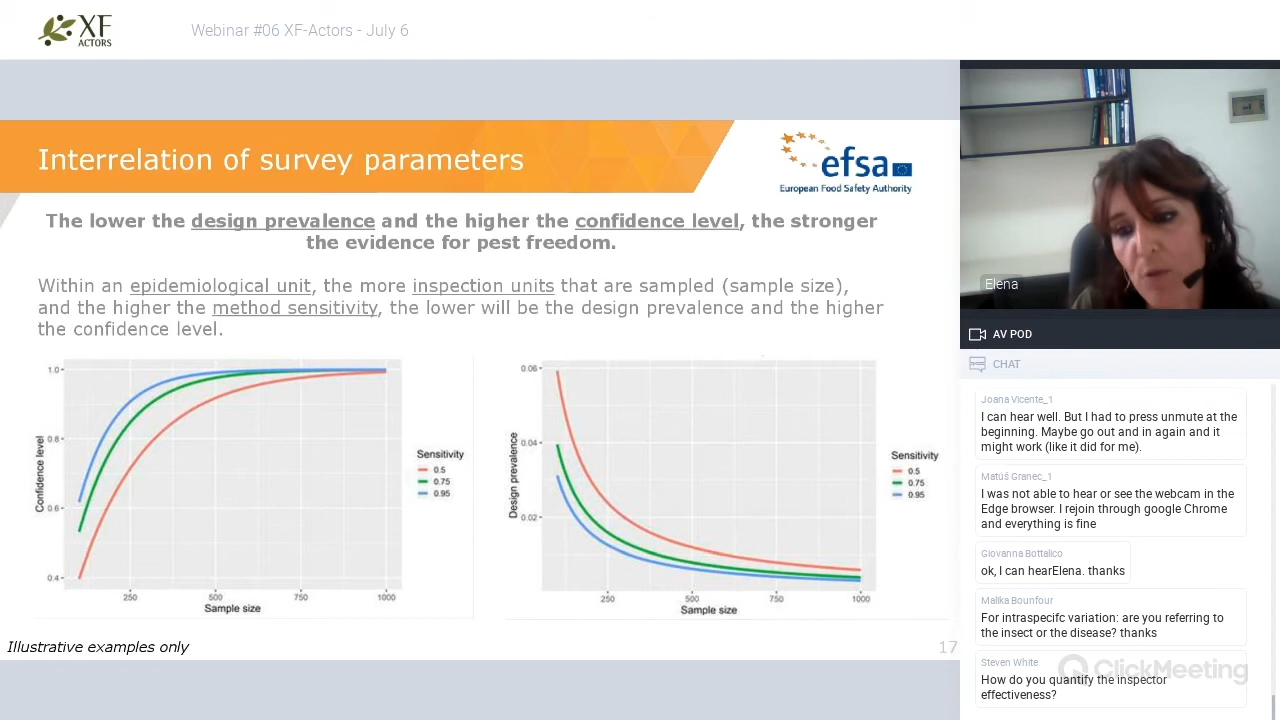 XF
ACTORS
Webinar #06 XF-Actors - July 6
Interrelation of survey parameters
efsa
European Food Safety Authority
The lower the design prevalence and the higher the confidence level, the stronger
the evidence for pest freedom.
Within an epidemiological unit, the more inspection units that are sampled (sample size),
and the higher the method sensitivity, the lower will be the design prevalence and the higher
the confidence level.
Confidence level
1.0
0.8
0.6
0.4
250
500
750
1000
Sample size
Sensitivity
0.5
0.75
0.95
Design prevalence
0.06
0.04
0.02
250
500
750
1000
Sample size
Sensitivity
0.5
0.75
0.95
Illustrative examples only
17
Elena
AV POD
CHAT
Joana Vicente_1
I can hear well. But I had to press unmute at the
beginning. Maybe go out and in again and it
might work (like it did for me).
Matúš Granec_1
I was not able to hear or see the webcam in the
Edge browser. I rejoin through google Chrome
and everything is fine
Giovanna Bottalico
ok, I can hearElena. thanks
Malika Bounfour
For intraspecifc variation: are you referring to
the insect or the disease? thanks
Steven White
How do you quantify the inspector
effectiveness?
ClickMeeting